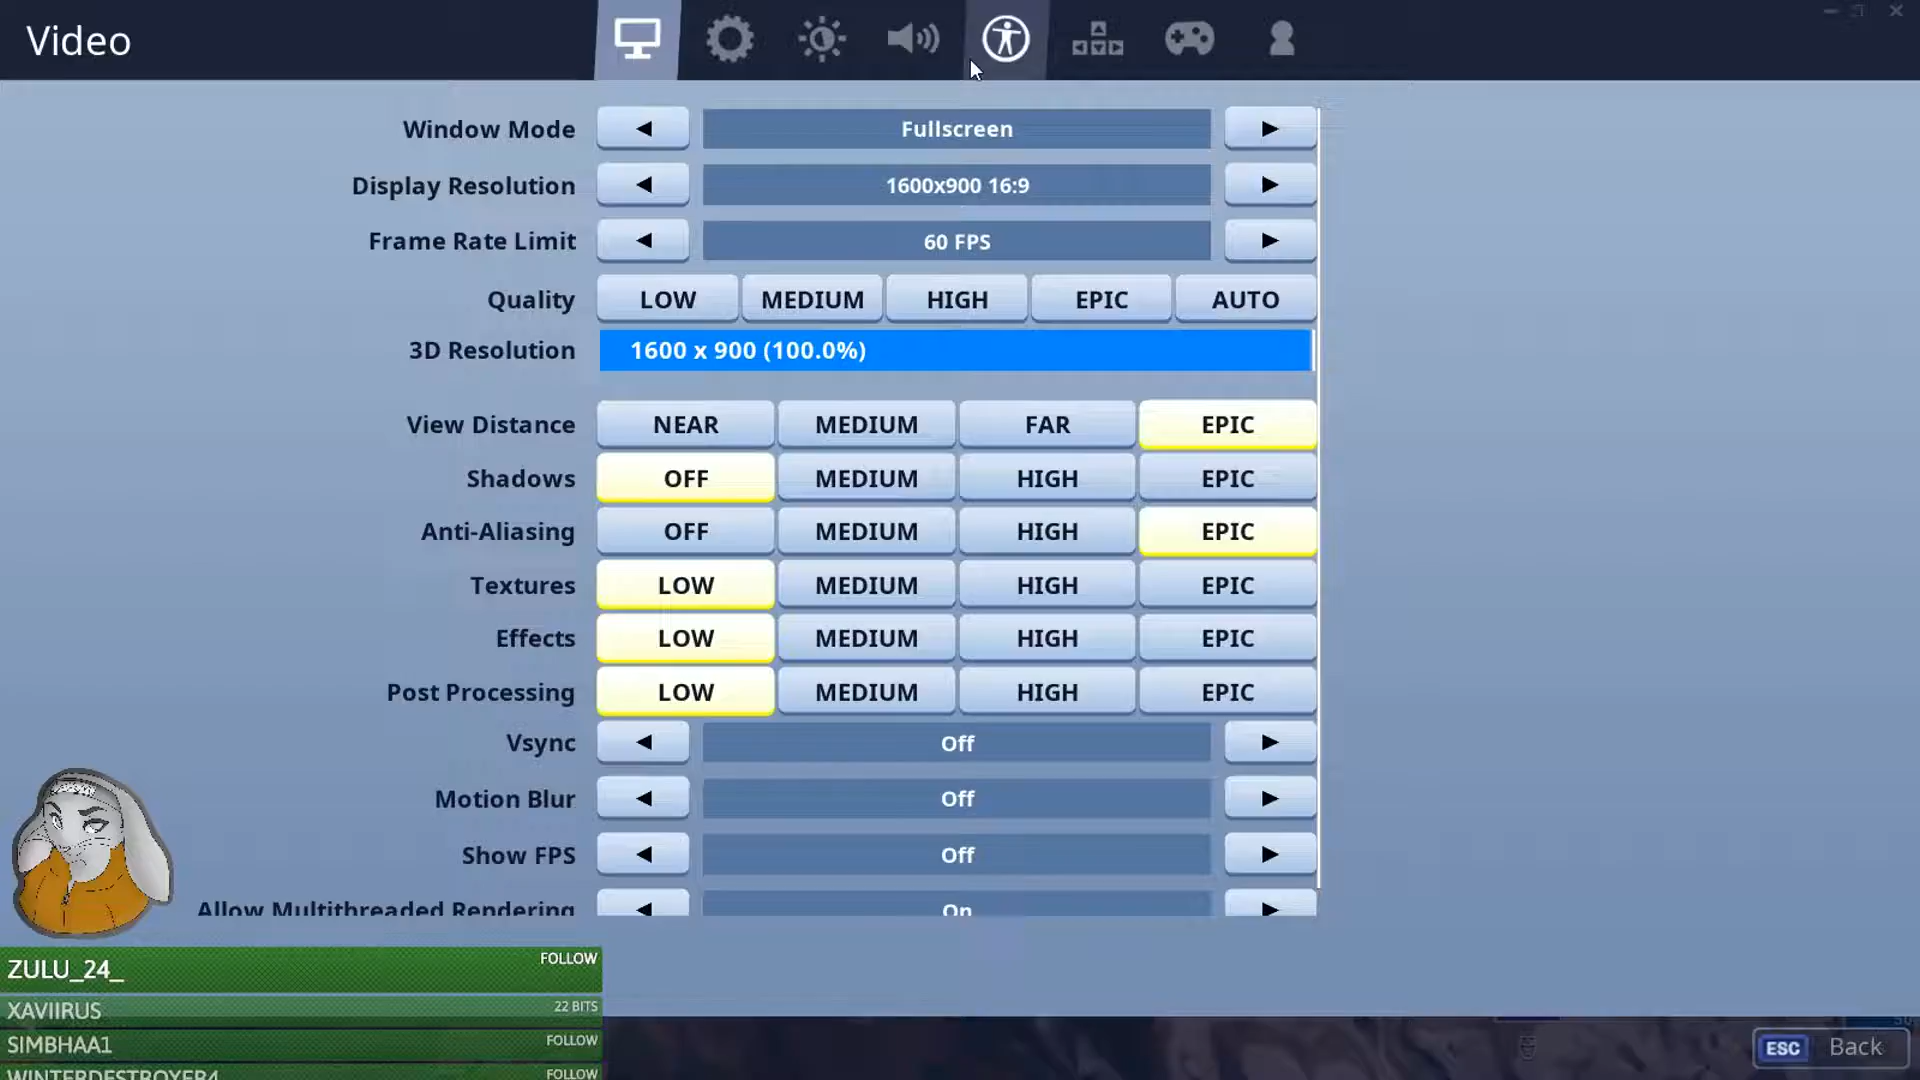 Video
Window Mode Fullscreen
Display Resolution 1600x900 16:9
Frame Rate Limit 60 FPS
Quality LOW MEDIUM HIGH EPIC AUTO
3D Resolution 1600 x 900 (100.0%)
View Distance NEAR MEDIUM FAR EPIC
Shadows OFF MEDIUM HIGH EPIC
Anti-Aliasing OFF MEDIUM HIGH EPIC
Textures LOW MEDIUM HIGH EPIC
Effects LOW MEDIUM HIGH EPIC
Post Processing LOW MEDIUM HIGH EPIC
Vsync Off
Motion Blur Off
Show FPS Off
Allow Multithreaded Rendering On
ZULU_24_ FOLLOW
XAVIIRUS 22 BITS
SIMBHAA1 FOLLOW
WINTERDESTROYER4 FOLLOW
ESC Back